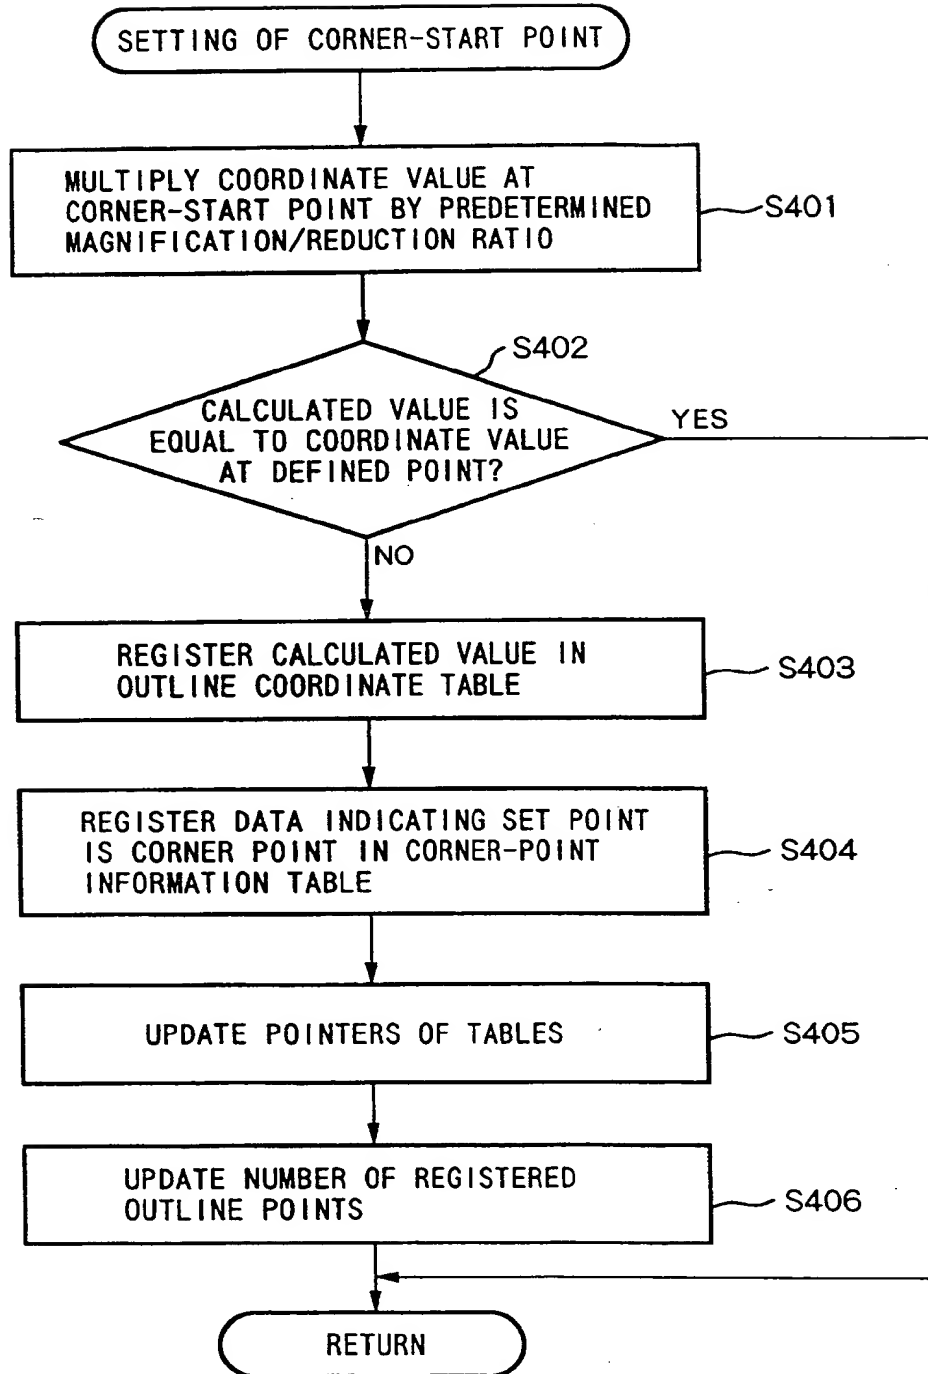 SETTING OF CORNER-START POINT
MULTIPLY COORDINATE VALUE AT
CORNER-START POINT BY PREDETERMINED
MAGNIFICATION/REDUCTION RATIO
S401
S402
CALCULATED VALUE IS
EQUAL TO COORDINATE VALUE
AT DEFINED POINT?
YES
NO
REGISTER CALCULATED VALUE IN
OUTLINE COORDINATE TABLE
S403
REGISTER DATA INDICATING SET POINT
IS CORNER POINT IN CORNER-POINT
INFORMATION TABLE
S404
UPDATE POINTERS OF TABLES
S405
UPDATE NUMBER OF REGISTERED
OUTLINE POINTS
S406
RETURN